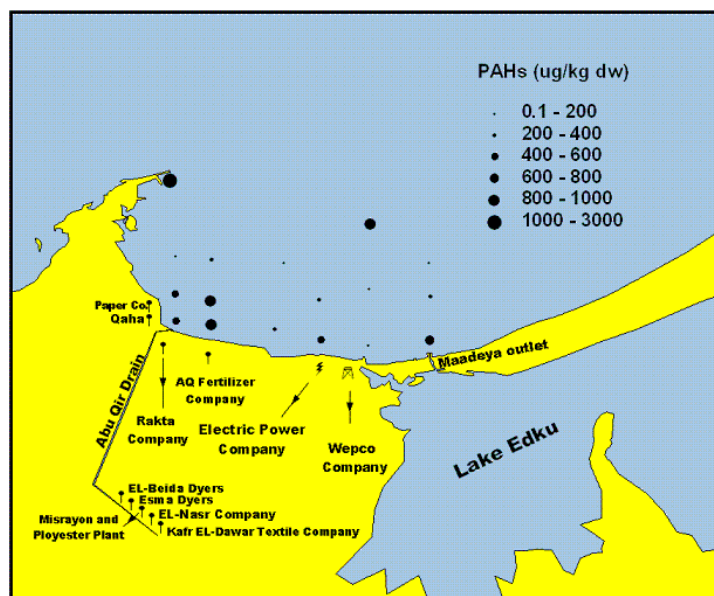 PAHs (ug/kg dw)
0.1 - 200
200 - 400
400 - 600
600 - 800
800 - 1000
1000 - 3000
Paper Co.
Qaha
Abu Qir Drain
Rakta
Company
AQ Fertilizer
Company
Electric Power
Company
Wepco
Company
Maadeya outlet
Lake Edku
EL-Beida Dyers
Esma Dyers
EL-Nasr Company
Misrayon and
Ployester Plant
Kafr EL-Dawar Textile Company